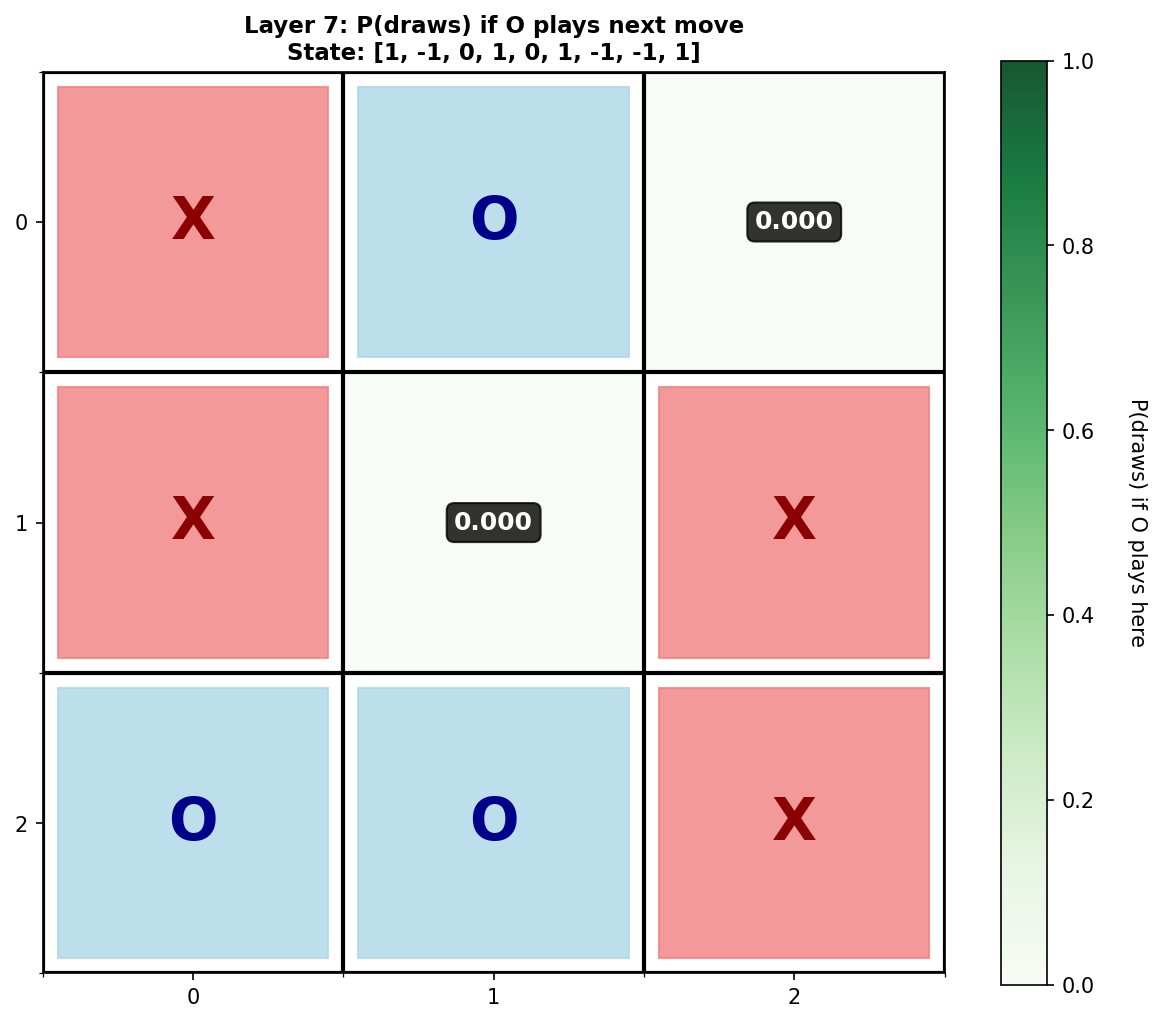 Layer 7: P(draws) if O plays next move
State: [1, -1, 0, 1, 0, 1, -1, -1, 1]
0
X
O
0.000
1
X
0.000
X
2
O
O
X
0
1
2
1.0
0.8
0.6
0.4
0.2
0.0
P(draws) if O plays here